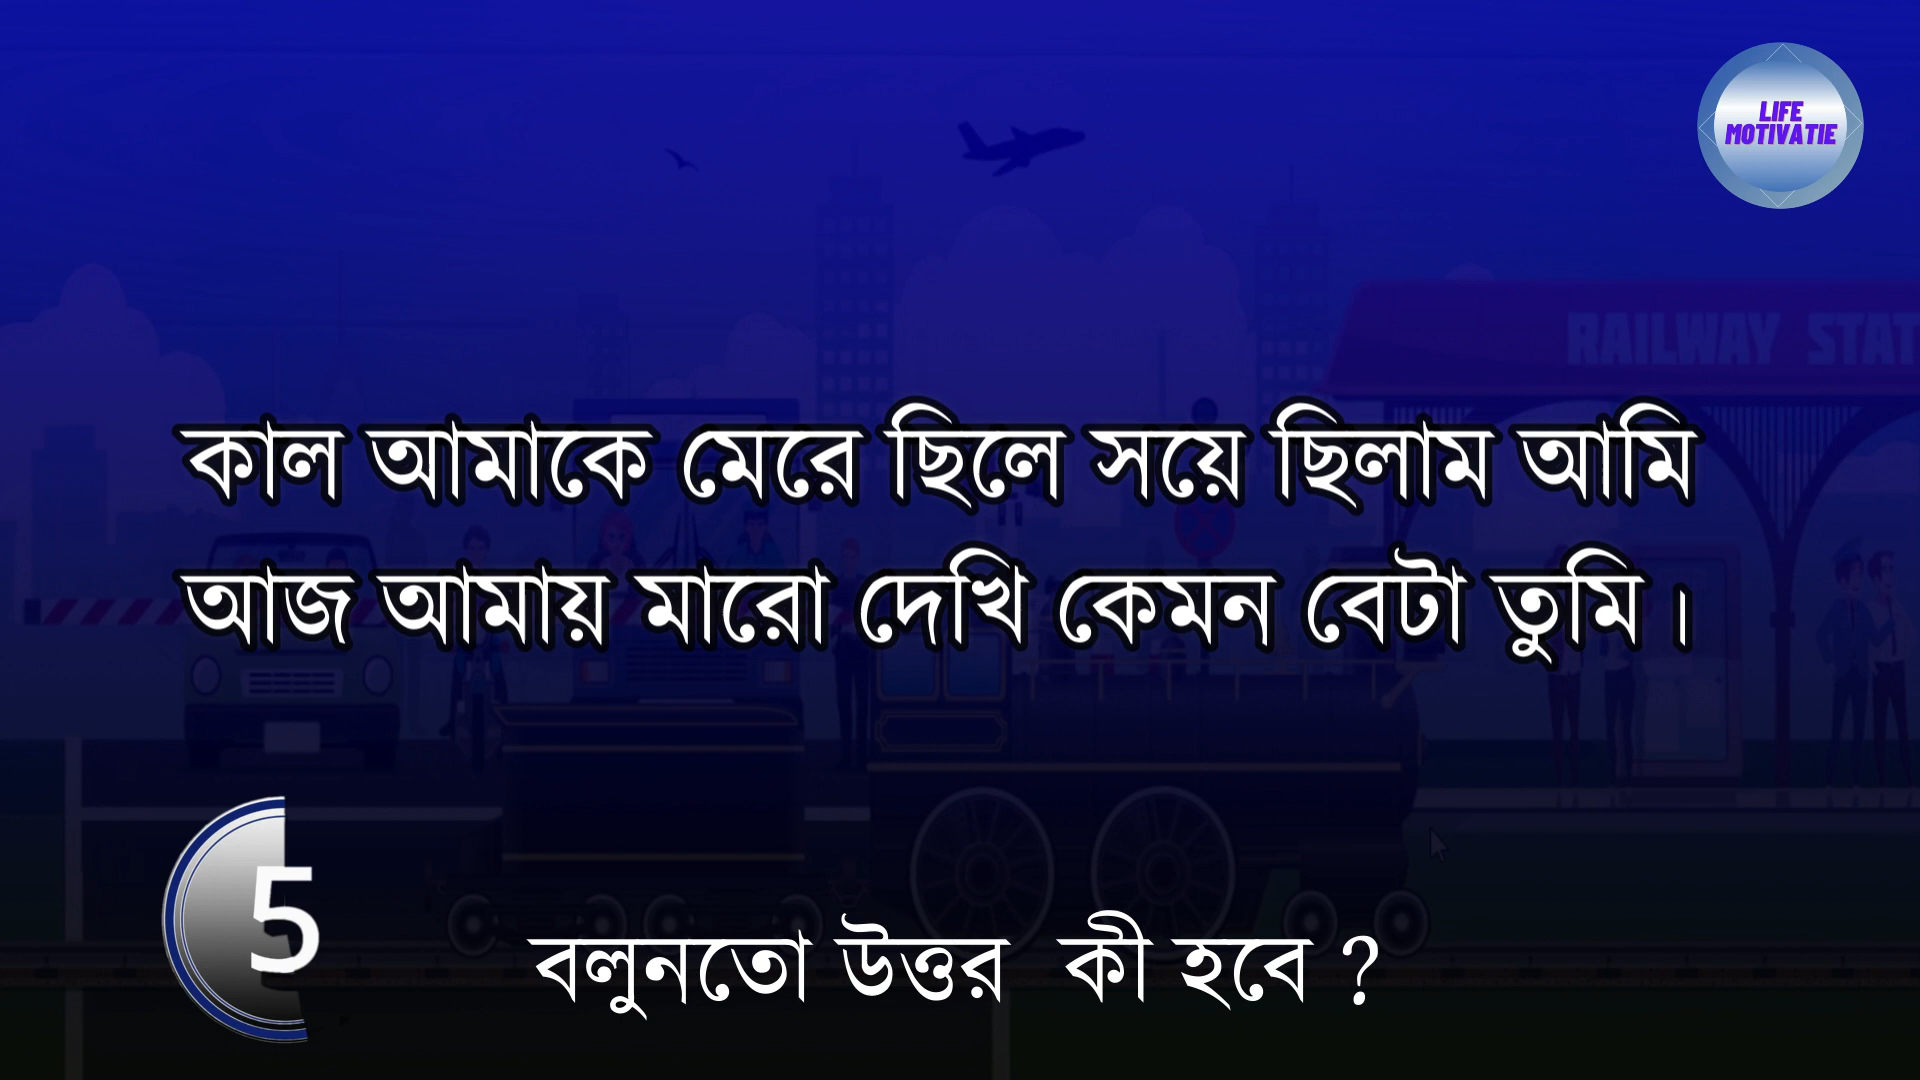 LIFE
MOTIVATIE
RAILWAY STAT
কাল আমাকে মেরে ছিলে সয়ে ছিলাম আমি
আজ আমায় মারো দেখি কেমন বেটা তুমি।
5
বলুনতো উত্তর কী হবে ?